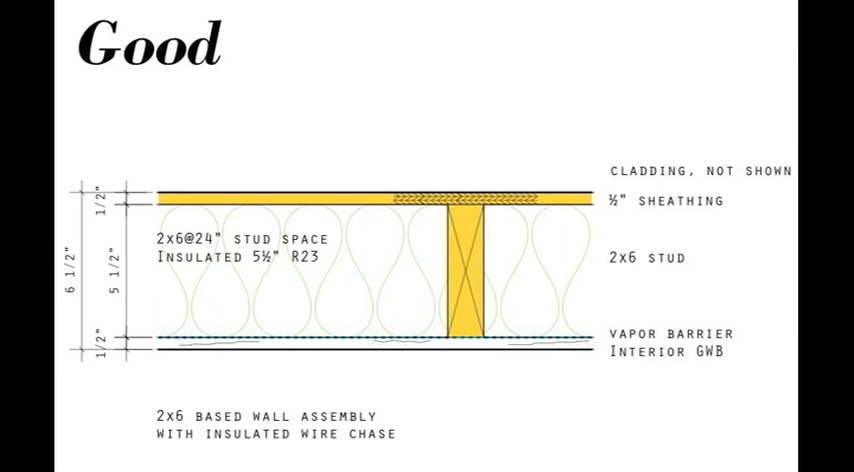 Good
CLADDING, NOT SHOWN
½" SHEATHING
1/2"
2x6@24" STUD SPACE
INSULATED 5½" R23
2x6 STUD
6 1/2"
5 1/2"
1/2"
VAPOR BARRIER
INTERIOR GWB
2x6 BASED WALL ASSEMBLY
WITH INSULATED WIRE CHASE